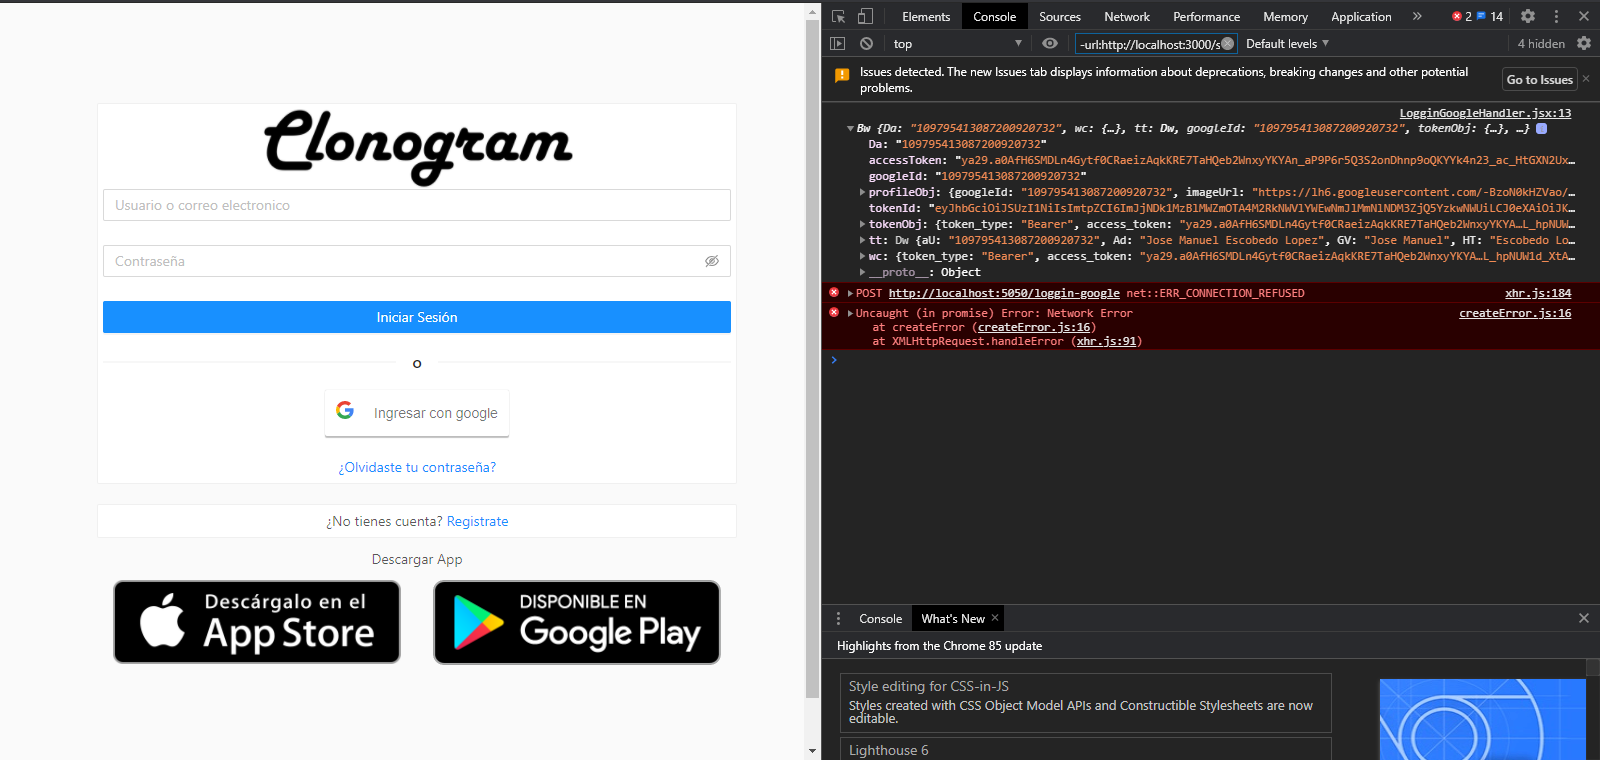 Clonogram
Usuario o correo electronico
Contraseña
Iniciar Sesión
o
Ingresar con google
¿Olvidaste tu contraseña?
¿No tienes cuenta? Registrate
Descargar App
Descárgalo en el
App Store
DISPONIBLE EN
Google Play
Elements Console Sources Network Performance Memory Application » 2 14
top -url:http://localhost:3000/s Default levels 4 hidden
Issues detected. The new Issues tab displays information about deprecations, breaking changes and other potential
problems.
Go to Issues
LogginGoogleHandler.jsx:13
Bw {Da: "109795413087200920732", wc: {…}, tt: Dw, googleId: "109795413087200920732", tokenObj: {…}, …}
Da: "109795413087200920732"
accessToken: "ya29.a0AfH6SMDLn4Gytf0CRaeizAqkKRE7TaHQeb2WnxyYKYAn_aP9P6r5Q3S2onDhnp9oQKYYk4n23_ac_HtGXN2Ux…
googleId: "109795413087200920732"
profileObj: {googleId: "109795413087200920732", imageUrl: "https://lh6.googleusercontent.com/-BzoN0kHZVao/…
tokenId: "eyJhbGciOiJSUzI1NiIsImtpZCI6ImJjNDk1MzBlMWZmOTA4M2RkNWVlYWEwNmJlMmNlNDM3ZjQ5YzkwNWUiLCJ0eXAiOiJK…
tokenObj: {token_type: "Bearer", access_token: "ya29.a0AfH6SMDLn4Gytf0CRaeizAqkKRE7TaHQeb2WnxyYKYA…L_hpNUW…
tt: Dw {aU: "109795413087200920732", Ad: "Jose Manuel Escobedo Lopez", GV: "Jose Manuel", HT: "Escobedo Lo…
wc: {token_type: "Bearer", access_token: "ya29.a0AfH6SMDLn4Gytf0CRaeizAqkKRE7TaHQeb2WnxyYKYA…L_hpNUW1d_XtA…
__proto__: Object
POST http://localhost:5050/loggin-google net::ERR_CONNECTION_REFUSED xhr.js:184
Uncaught (in promise) Error: Network Error createError.js:16
at createError (createError.js:16)
at XMLHttpRequest.handleError (xhr.js:91)
Console What's New
Highlights from the Chrome 85 update
Style editing for CSS-in-JS
Styles created with CSS Object Model APIs and Constructible Stylesheets are now
editable.
Lighthouse 6